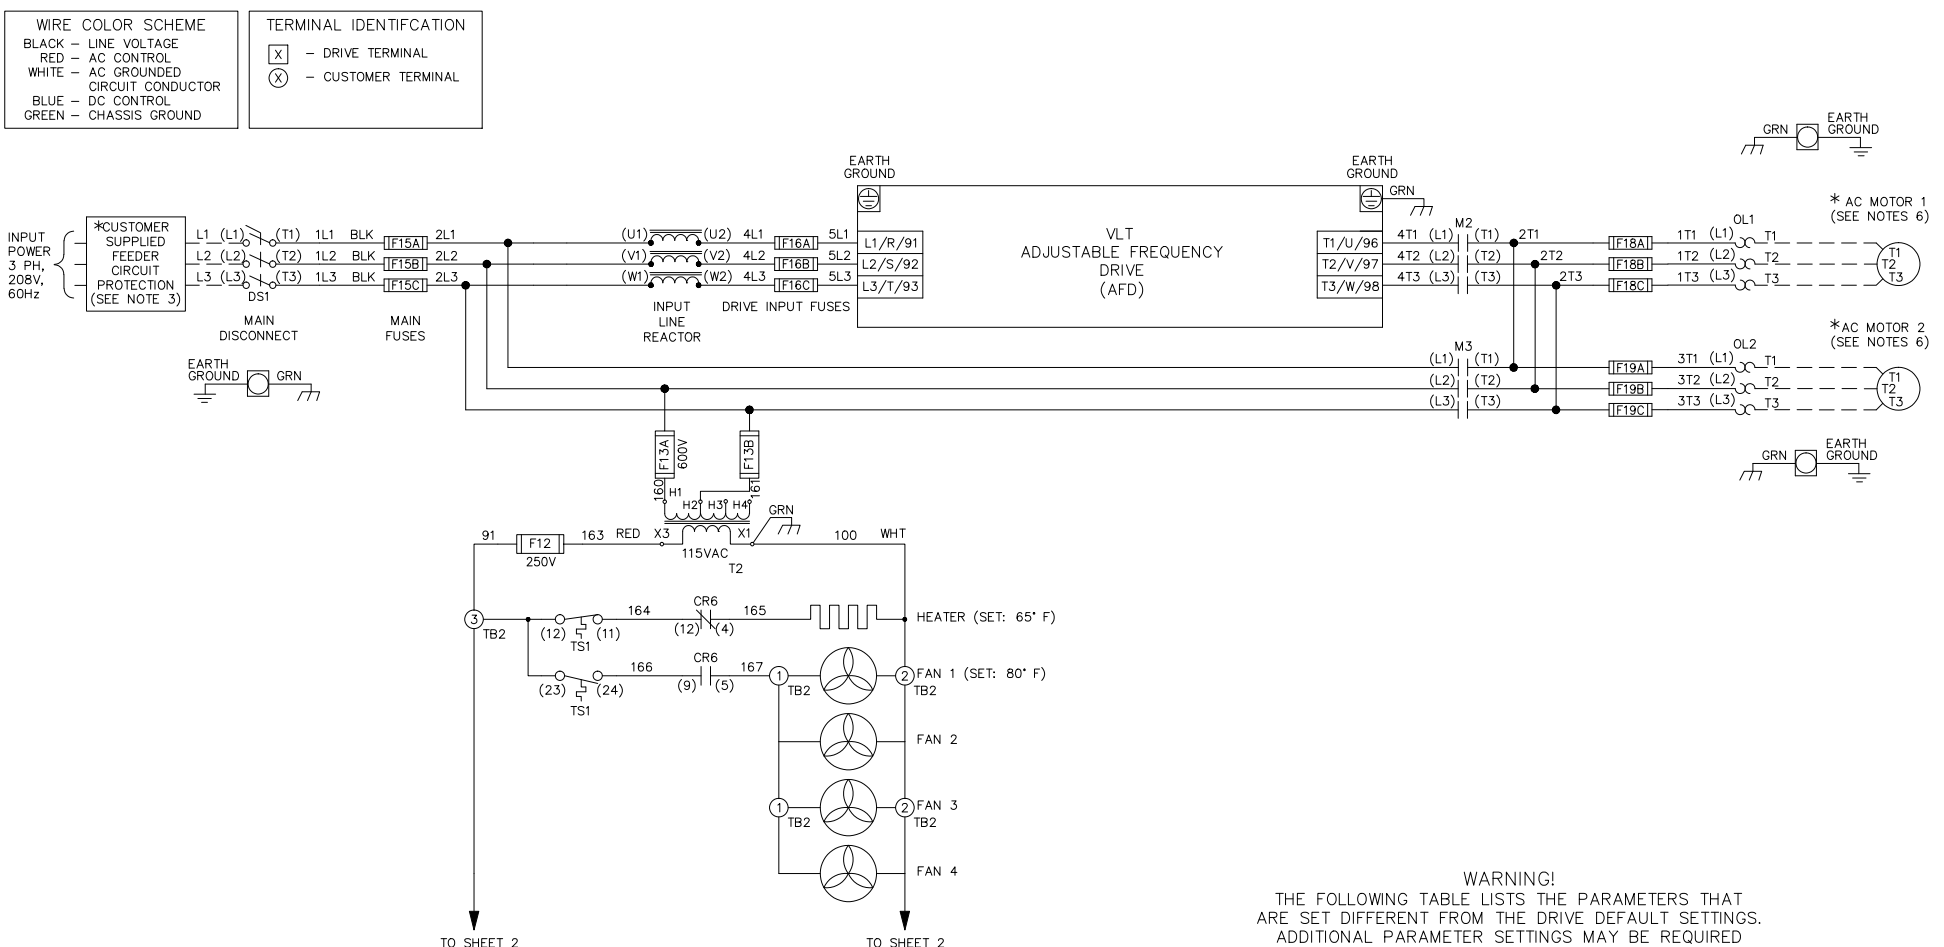 WIRE COLOR SCHEME
BLACK – LINE VOLTAGE
RED – AC CONTROL
WHITE – AC GROUNDED
CIRCUIT CONDUCTOR
BLUE – DC CONTROL
GREEN – CHASSIS GROUND
TERMINAL IDENTIFCATION
X – DRIVE TERMINAL
X – CUSTOMER TERMINAL
GRN
EARTH
GROUND
EARTH
GROUND
EARTH
GROUND
GRN
INPUT
POWER
3 PH,
208V,
60Hz
*CUSTOMER
SUPPLIED
FEEDER
CIRCUIT
PROTECTION
(SEE NOTE 3)
L1 (L1) (T1) 1L1 BLK F15A 2L1
L2 (L2) (T2) 1L2 BLK F15B 2L2
L3 (L3) (T3) 1L3 BLK F15C 2L3
DS1
MAIN
DISCONNECT
MAIN
FUSES
(U1) (U2) 4L1 F16A 5L1 L1/R/91
(V1) (V2) 4L2 F16B 5L2 L2/S/92
(W1) (W2) 4L3 F16C 5L3 L3/T/93
INPUT
LINE
REACTOR
DRIVE INPUT FUSES
VLT
ADJUSTABLE FREQUENCY
DRIVE
(AFD)
M2
OL1
* AC MOTOR 1
(SEE NOTES 6)
T1/U/96 4T1 (L1) (T1) 2T1 F18A 1T1 (L1) T1
T2/V/97 4T2 (L2) (T2) 2T2 F18B 1T2 (L2) T2
T3/W/98 4T3 (L3) (T3) 2T3 F18C 1T3 (L3) T3
T1
T2
T3
EARTH
GROUND
GRN
M3
OL2
*AC MOTOR 2
(SEE NOTES 6)
(L1) (T1) F19A 3T1 (L1) T1
(L2) (T2) F19B 3T2 (L2) T2
(L3) (T3) F19C 3T3 (L3) T3
T1
T2
T3
GRN
EARTH
GROUND
F13A
600V
F13B
160
161
H1
H2 H3 H4
GRN
91 F12 163 RED X3 X1 100 WHT
250V
115VAC
T2
3
TB2
(12) (11)
TS1
164
CR6
(12) (4)
165
HEATER (SET: 65° F)
(23) (24)
TS1
166
CR6
(9) (5)
167
1
TB2
2
TB2
FAN 1 (SET: 80° F)
FAN 2
1
TB2
2
TB2
FAN 3
FAN 4
TO SHEET 2
TO SHEET 2
WARNING!
THE FOLLOWING TABLE LISTS THE PARAMETERS THAT
ARE SET DIFFERENT FROM THE DRIVE DEFAULT SETTINGS.
ADDITIONAL PARAMETER SETTINGS MAY BE REQUIRED